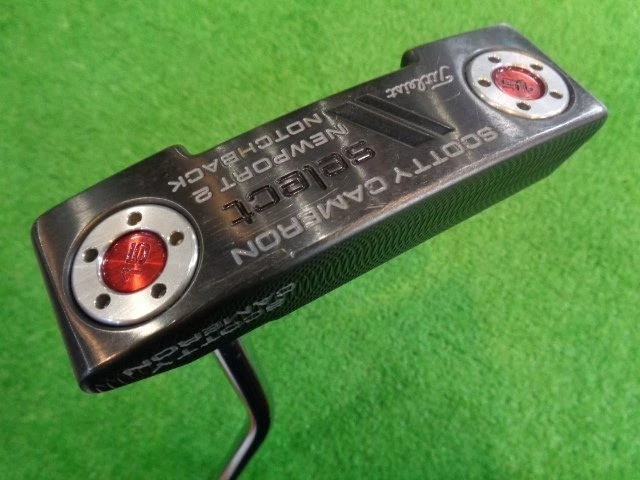 Titleist
select
NEWPORT 2
NOTCHBACK
SCOTTY CAMERON
SCOTTY
CAMERON